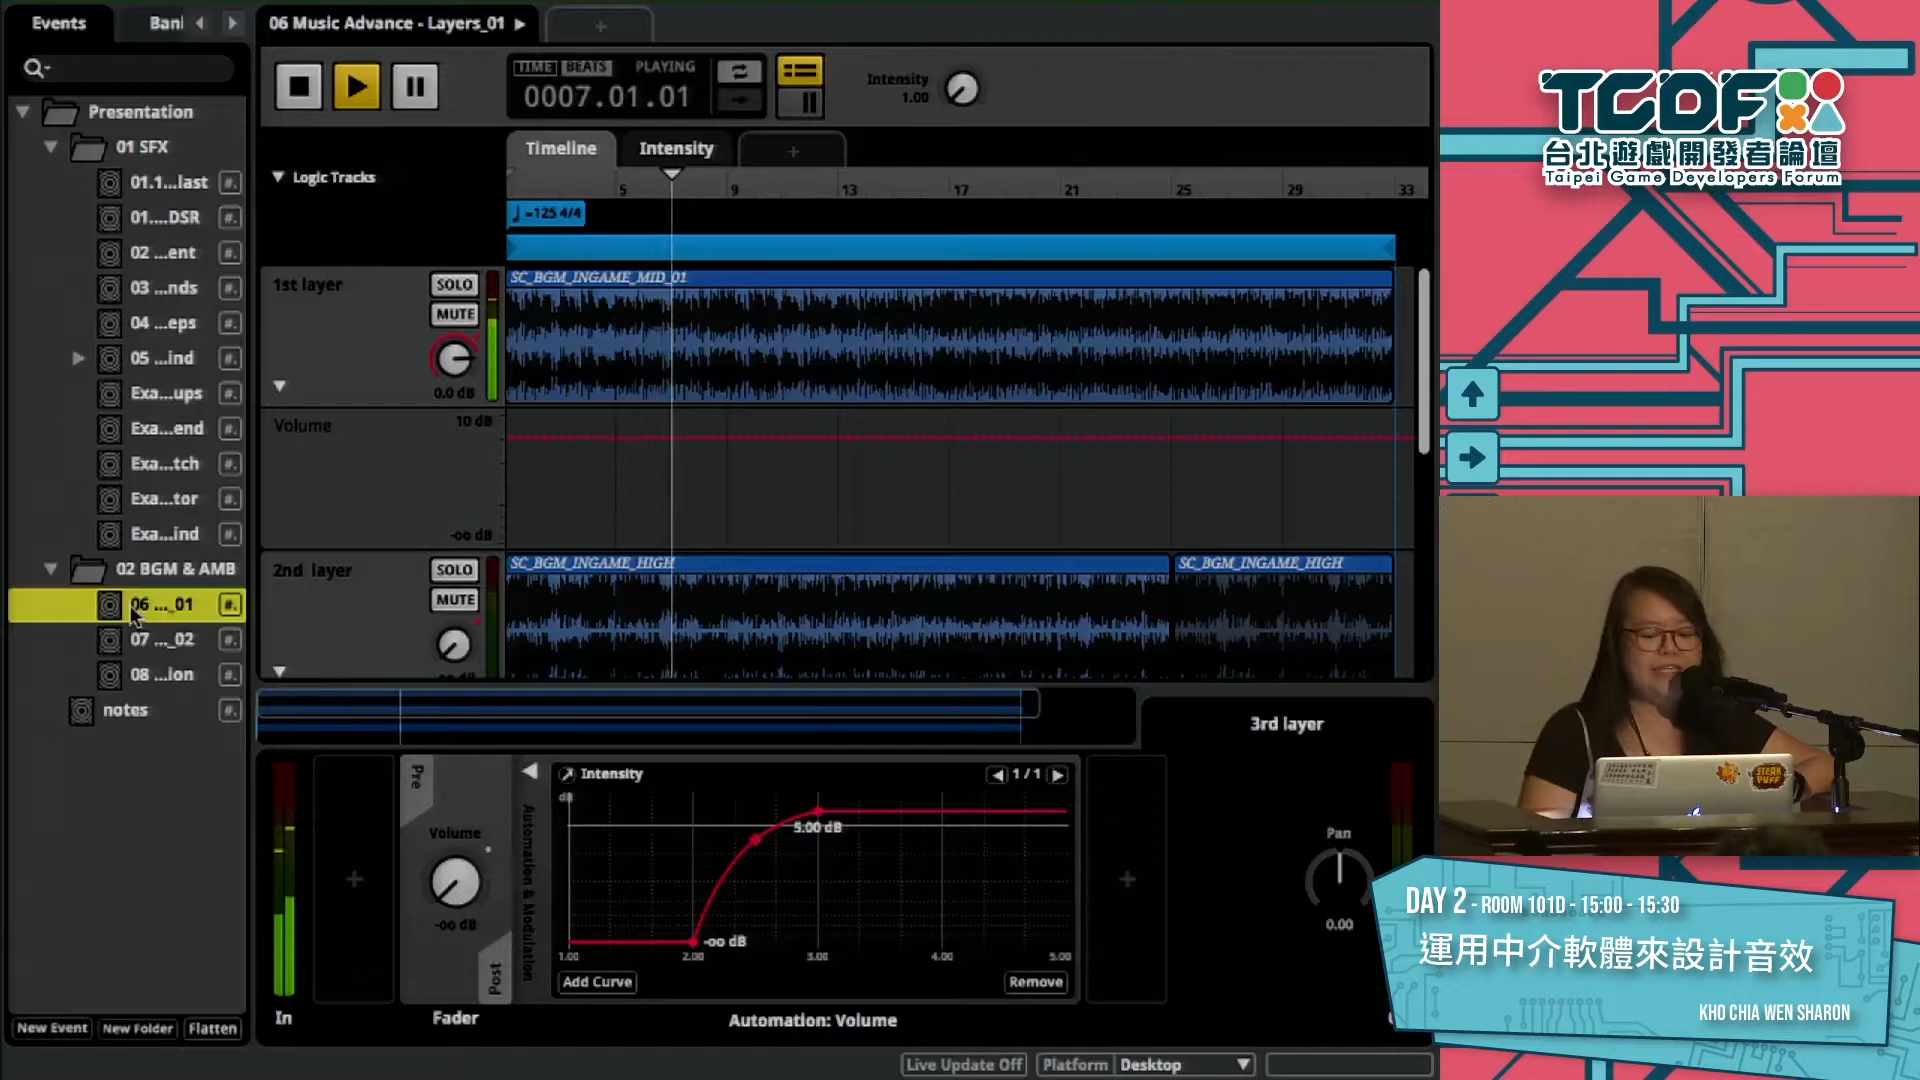 Events
Banl
06 Music Advance - Layers_01
TIME BEATS PLAYING
0007.01.01
Intensity
1.00
Presentation
01 SFX
01.1...last
01....DSR
02 ...ent
03 ...nds
04 ...eps
05 ...ind
Exa...ups
Exa...end
Exa...tch
Exa...tor
Exa...ind
02 BGM & AMB
06 ..._01
07 ..._02
08 ...ion
notes
New Event New Folder Flatten
Timeline Intensity
Logic Tracks
5 9 13 17 21 25 29 33
=125 4/4
1st layer
SOLO
MUTE
0.0 dB
SC_BGM_INGAME_MID_01
Volume
10 dB
-oo dB
2nd layer
SOLO
MUTE
SC_BGM_INGAME_HIGH SC_BGM_INGAME_HIGH
3rd layer
Pre
Volume
-oo dB
Post
Automation & Modulation
Intensity
1 / 1
dB
5.00 dB
-oo dB
1.00 2.00 3.00 4.00 5.00
Add Curve Remove
Pan
0.00
In Fader Automation: Volume
Live Update Off Platform Desktop
TGDF
台北遊戲開發者論壇
Taipei Game Developers Forum
DAY 2 - ROOM 101D - 15:00 - 15:30
運用中介軟體來設計音效
KHO CHIA WEN SHARON